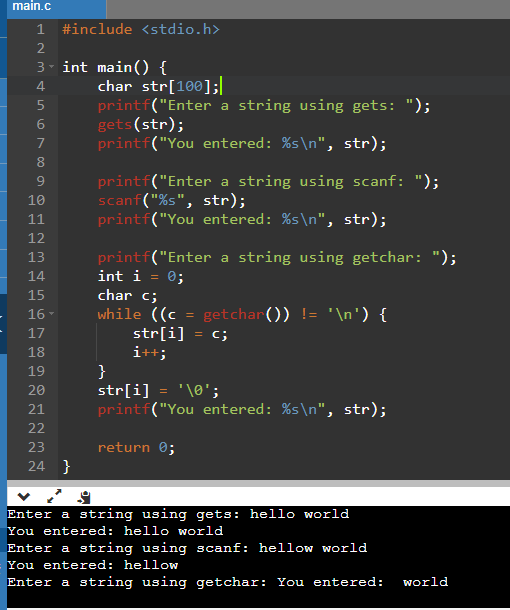 main.c
1 #include <stdio.h>
2
3 int main() {
4 char str[100];
5 printf("Enter a string using gets: ");
6 gets(str);
7 printf("You entered: %s\n", str);
8
9 printf("Enter a string using scanf: ");
10 scanf("%s", str);
11 printf("You entered: %s\n", str);
12
13 printf("Enter a string using getchar: ");
14 int i = 0;
15 char c;
16 while ((c = getchar()) != '\n') {
17 str[i] = c;
18 i++;
19 }
20 str[i] = '\0';
21 printf("You entered: %s\n", str);
22
23 return 0;
24 }
Enter a string using gets: hello world
You entered: hello world
Enter a string using scanf: hellow world
You entered: hellow
Enter a string using getchar: You entered:  world